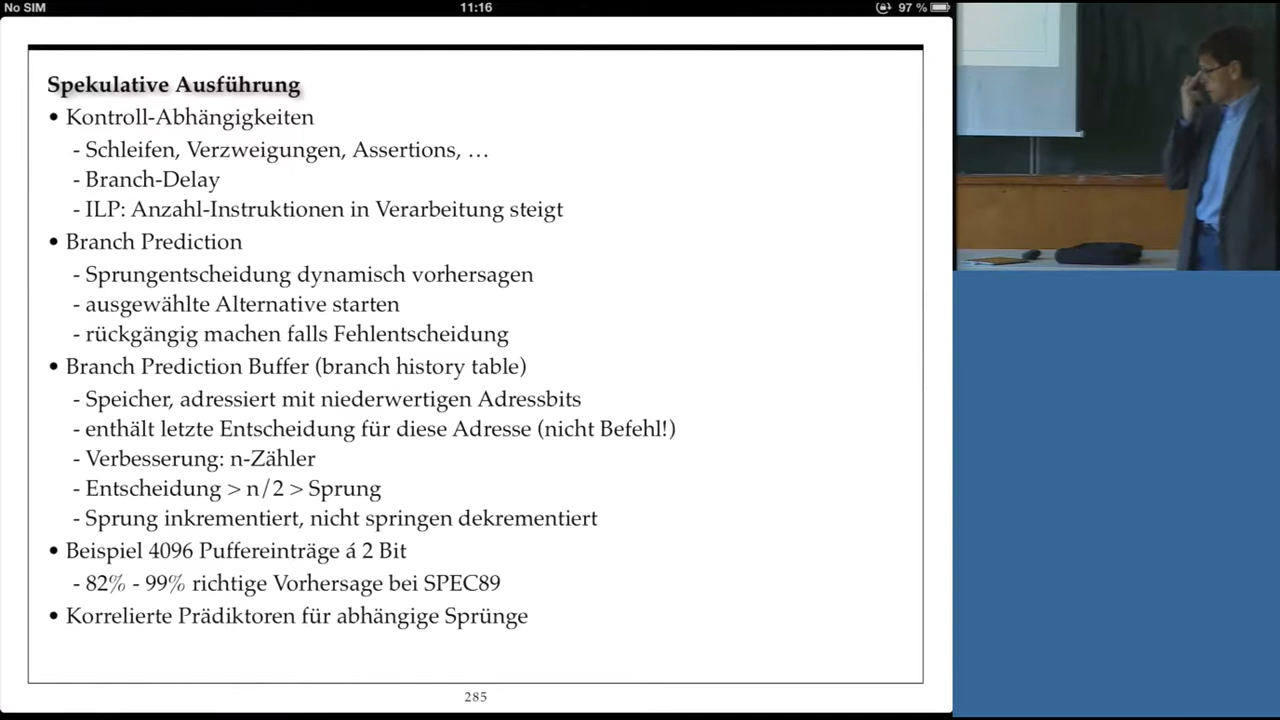 No SIM
11:16
97 %
Spekulative Ausführung
• Kontroll-Abhängigkeiten
- Schleifen, Verzweigungen, Assertions, …
- Branch-Delay
- ILP: Anzahl-Instruktionen in Verarbeitung steigt
• Branch Prediction
- Sprungentscheidung dynamisch vorhersagen
- ausgewählte Alternative starten
- rückgängig machen falls Fehlentscheidung
• Branch Prediction Buffer (branch history table)
- Speicher, adressiert mit niederwertigen Adressbits
- enthält letzte Entscheidung für diese Adresse (nicht Befehl!)
- Verbesserung: n-Zähler
- Entscheidung > n/2 > Sprung
- Sprung inkrementiert, nicht springen dekrementiert
• Beispiel 4096 Puffereinträge á 2 Bit
- 82% - 99% richtige Vorhersage bei SPEC89
• Korrelierte Prädiktoren für abhängige Sprünge
285